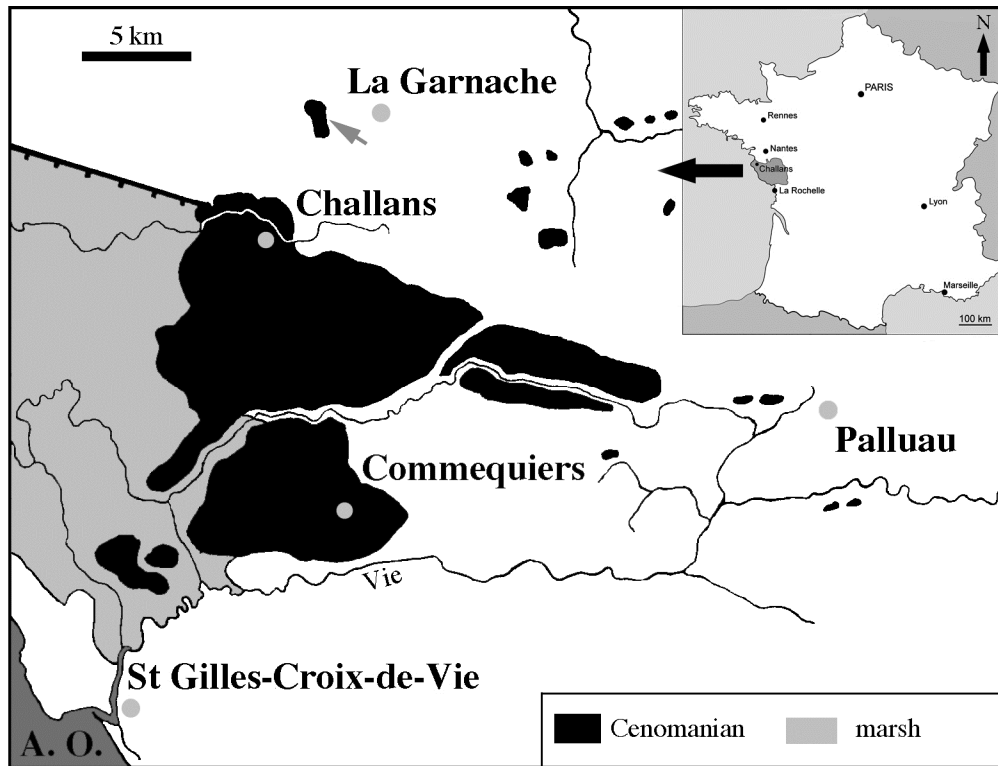 5 km
La Garnache
Challans
Commequiers
Palluau
Vie
St Gilles-Croix-de-Vie
A. O.
N
PARIS
Rennes
Nantes
Challans
La Rochelle
Lyon
Marseille
100 km
Cenomanian
marsh